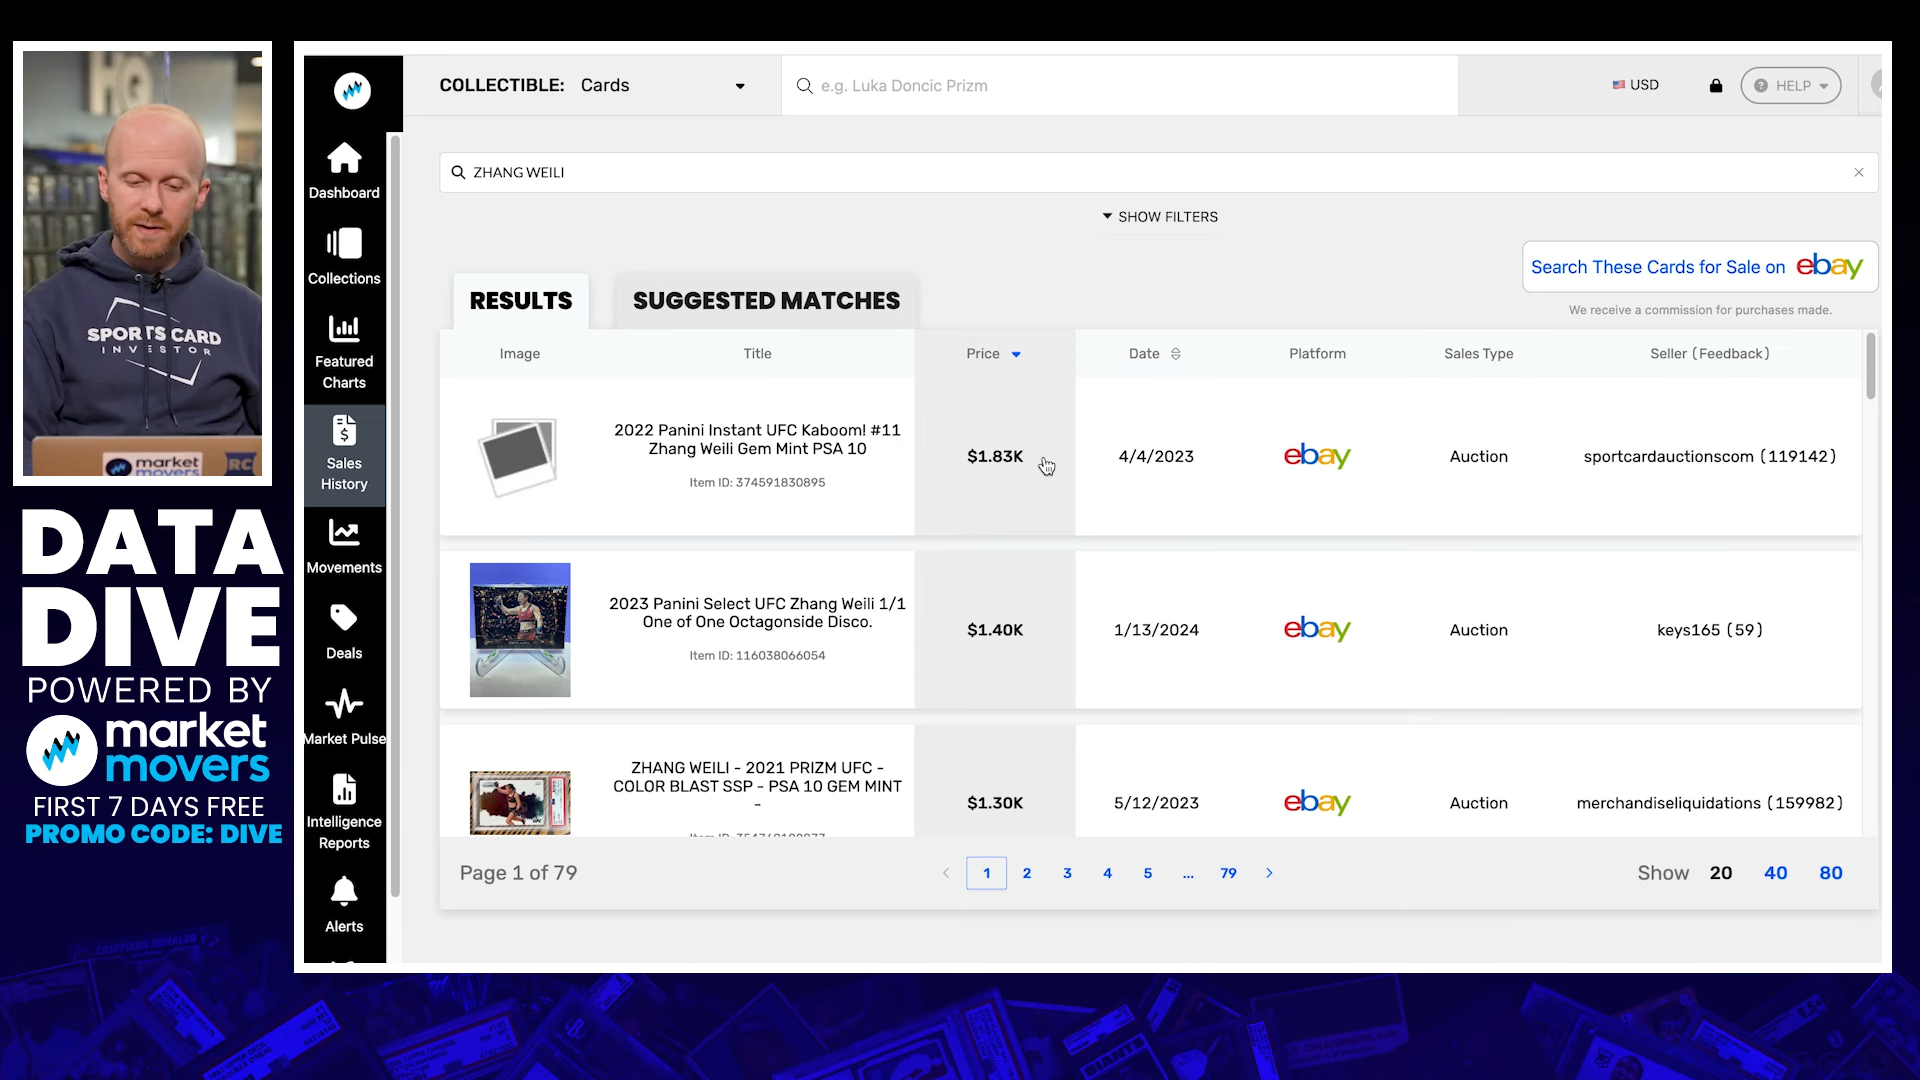 HQ
SPORTS CARD
INVESTOR
market
movers
RC
DATA
DIVE
POWERED BY
market
movers
FIRST 7 DAYS FREE
PROMO CODE: DIVE
COLLECTIBLE: Cards
e.g. Luka Doncic Prizm
USD
HELP
Dashboard
Collections
Featured
Charts
Sales
History
Movements
Deals
Market Pulse
Intelligence
Reports
Alerts
ZHANG WEILI
SHOW FILTERS
Search These Cards for Sale on ebay
We receive a commission for purchases made.
RESULTS
SUGGESTED MATCHES
Image Title Price Date Platform Sales Type Seller (Feedback)
2022 Panini Instant UFC Kaboom! #11
Zhang Weili Gem Mint PSA 10
Item ID: 374591830895
$1.83K 4/4/2023 ebay Auction sportcardauctionscom (119142)
2023 Panini Select UFC Zhang Weili 1/1
One of One Octagonside Disco.
Item ID: 116038066054
$1.40K 1/13/2024 ebay Auction keys165 (59)
ZHANG WEILI - 2021 PRIZM UFC -
COLOR BLAST SSP - PSA 10 GEM MINT
-
$1.30K 5/12/2023 ebay Auction merchandiseliquidations (159982)
Page 1 of 79
1 2 3 4 5 ... 79
Show 20 40 80
CRISTIANO RONALDO
GIANTS